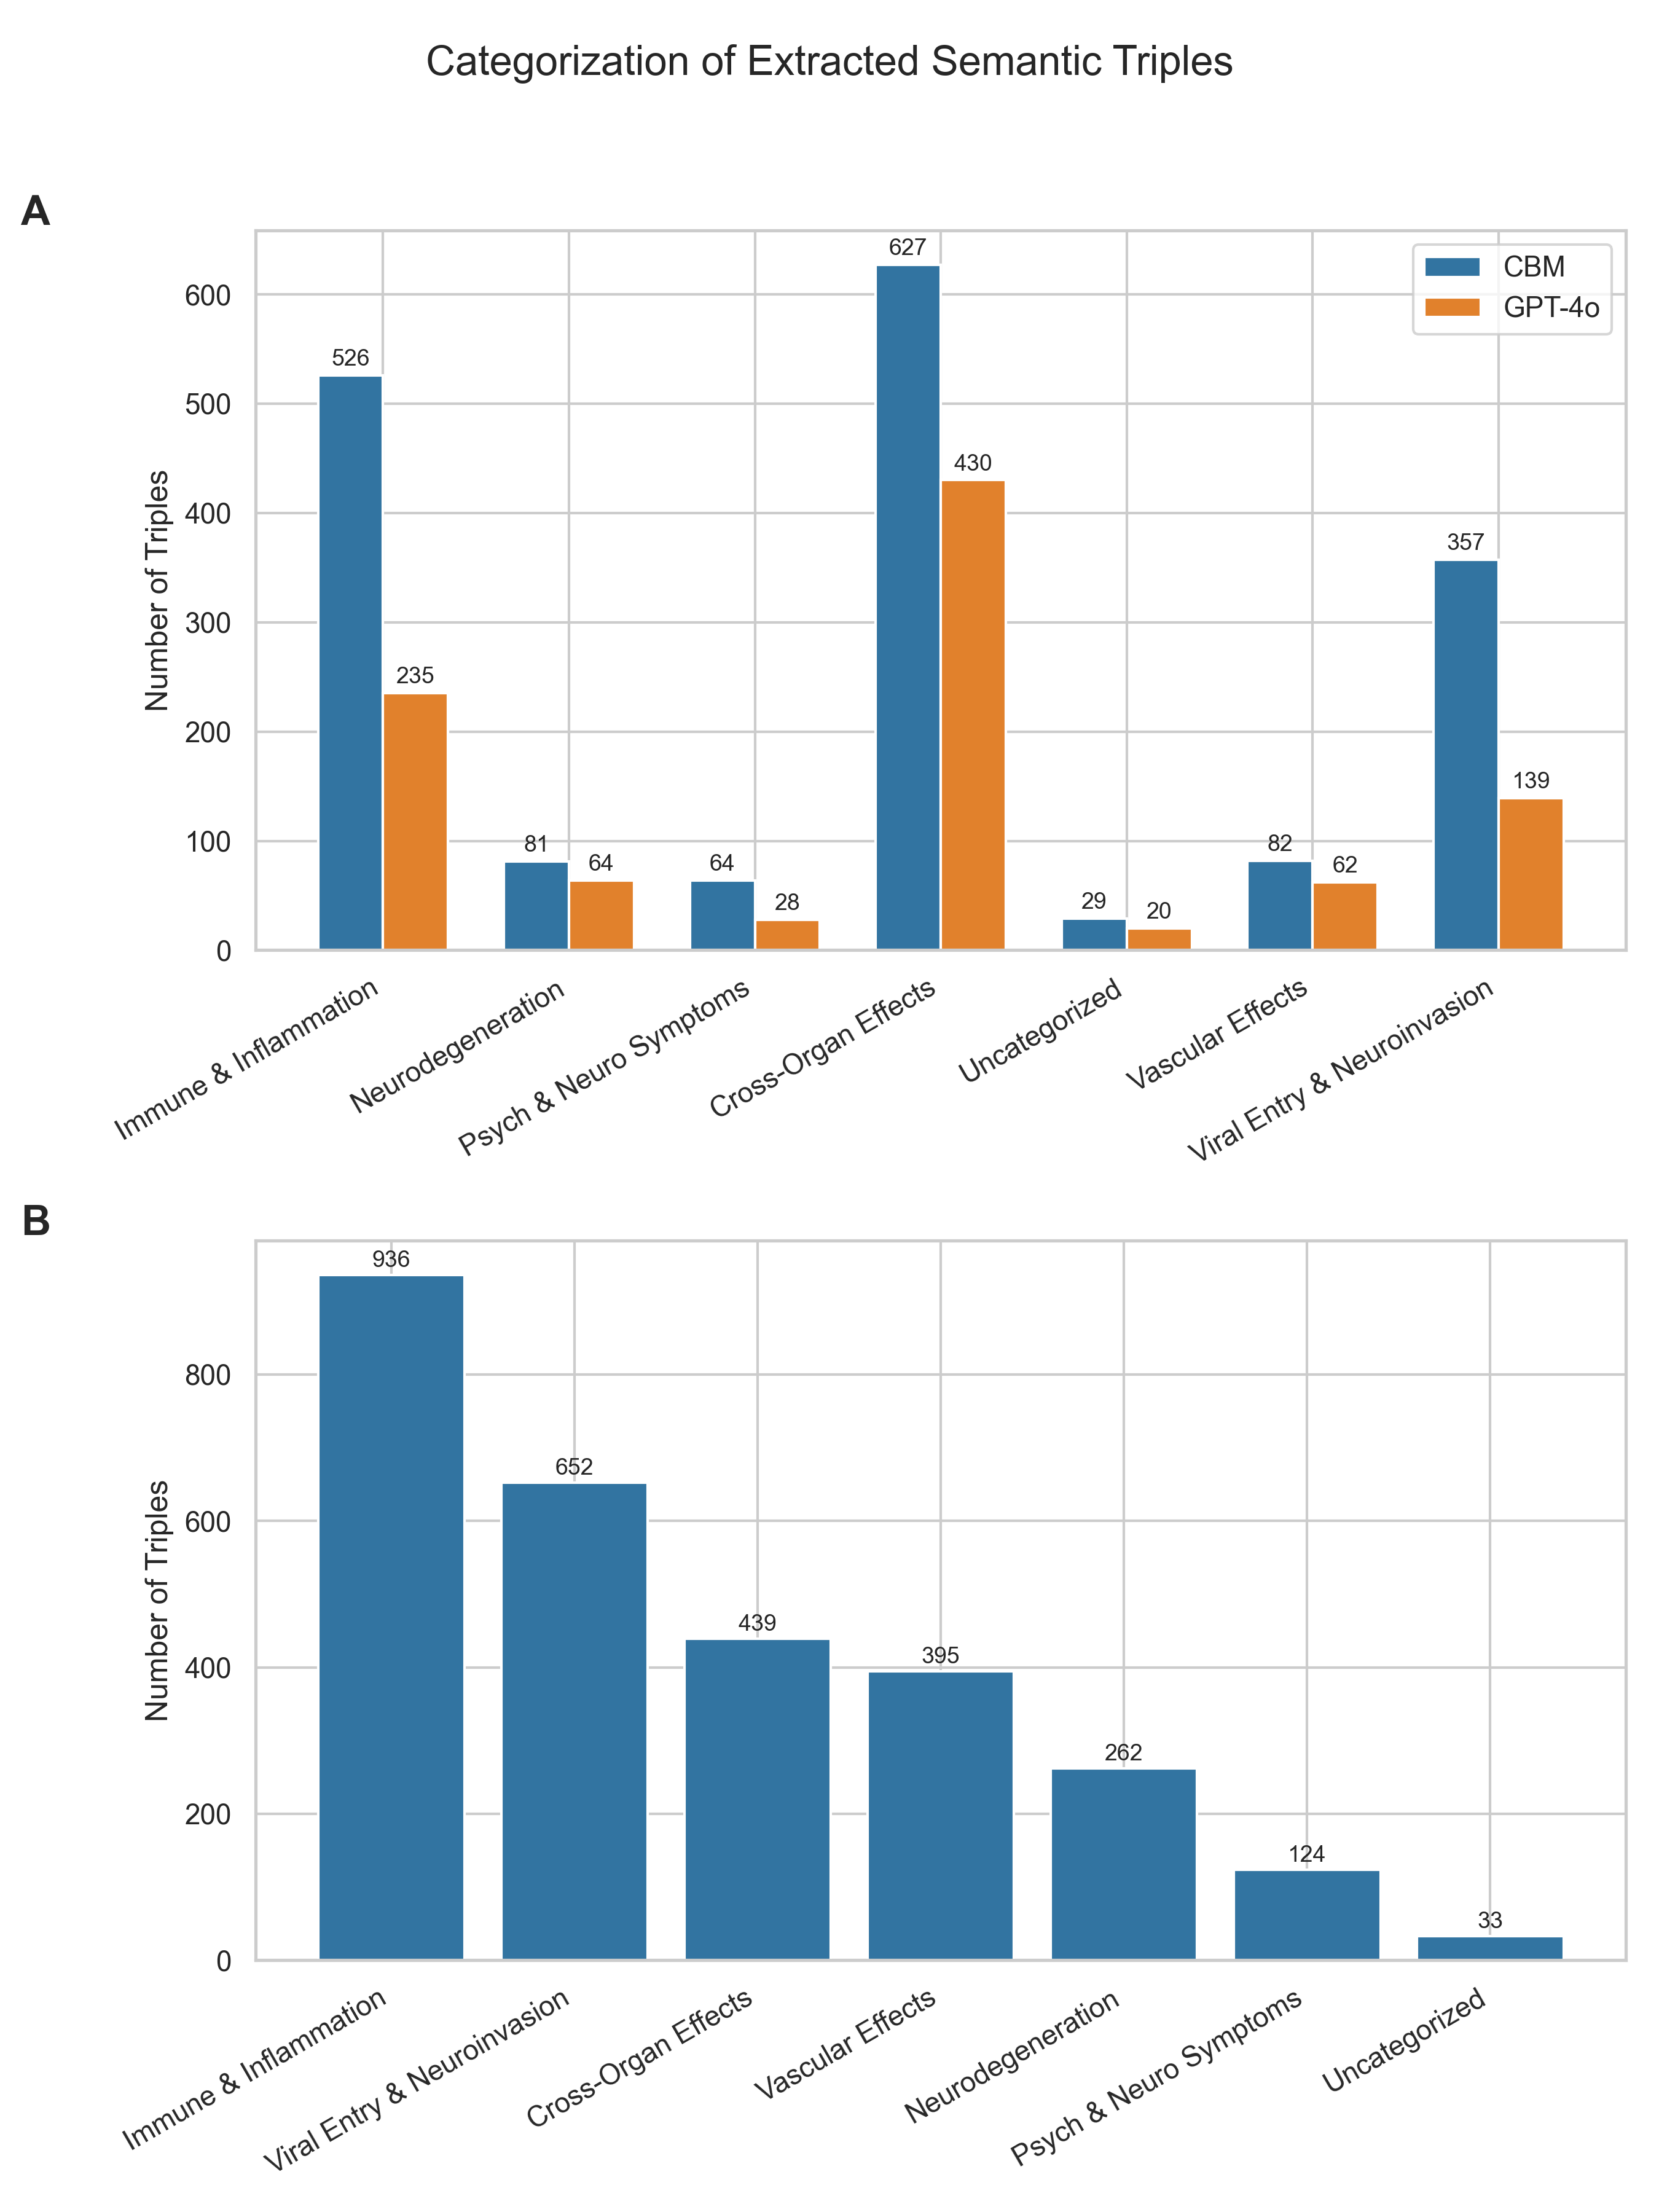 Categorization of Extracted Semantic Triples
A
CBM
GPT-4o
Number of Triples
600
500
400
300
200
100
0
526
235
81
64
64
28
627
430
29
20
82
62
357
139
Immune & Inflammation
Neurodegeneration
Psych & Neuro Symptoms
Cross-Organ Effects
Uncategorized
Vascular Effects
Viral Entry & Neuroinvasion
B
Number of Triples
800
600
400
200
0
936
652
439
395
262
124
33
Immune & Inflammation
Viral Entry & Neuroinvasion
Cross-Organ Effects
Vascular Effects
Neurodegeneration
Psych & Neuro Symptoms
Uncategorized